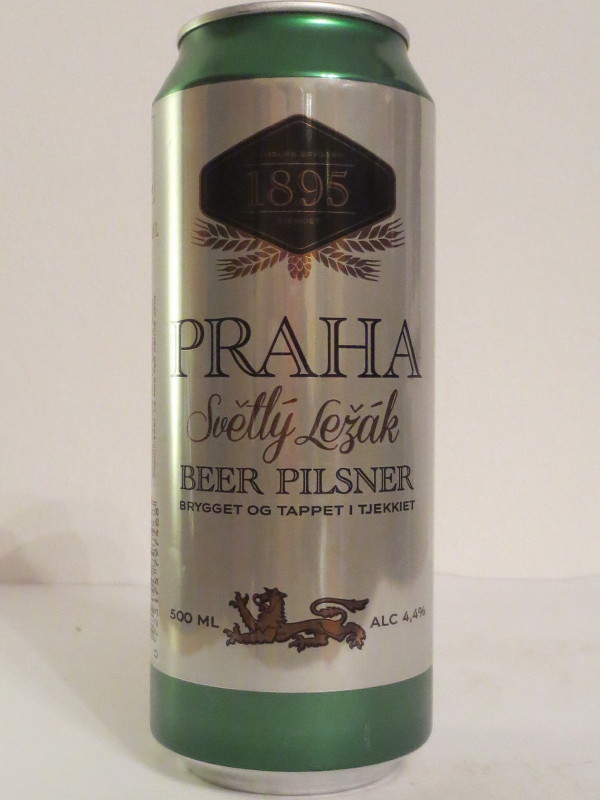 1895
PRAHA
Světlý Ležák
BEER PILSNER
BRYGGET OG TAPPET I TJEKKIET
500 ML
ALC 4,4%